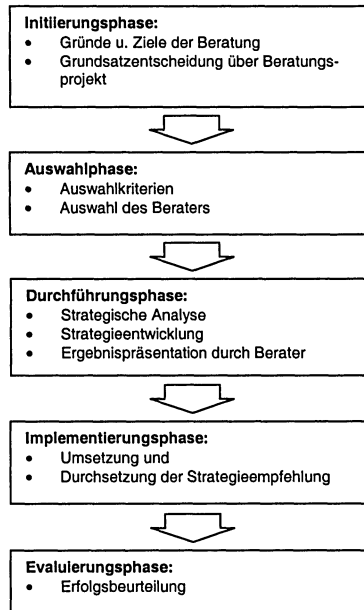 Initiierungsphase:
• Gründe u. Ziele der Beratung
• Grundsatzentscheidung über Beratungs-
projekt
Auswahlphase:
• Auswahlkriterien
• Auswahl des Beraters
Durchführungsphase:
• Strategische Analyse
• Strategieentwicklung
• Ergebnispräsentation durch Berater
Implementierungsphase:
• Umsetzung und
• Durchsetzung der Strategieempfehlung
Evaluierungsphase:
• Erfolgsbeurteilung